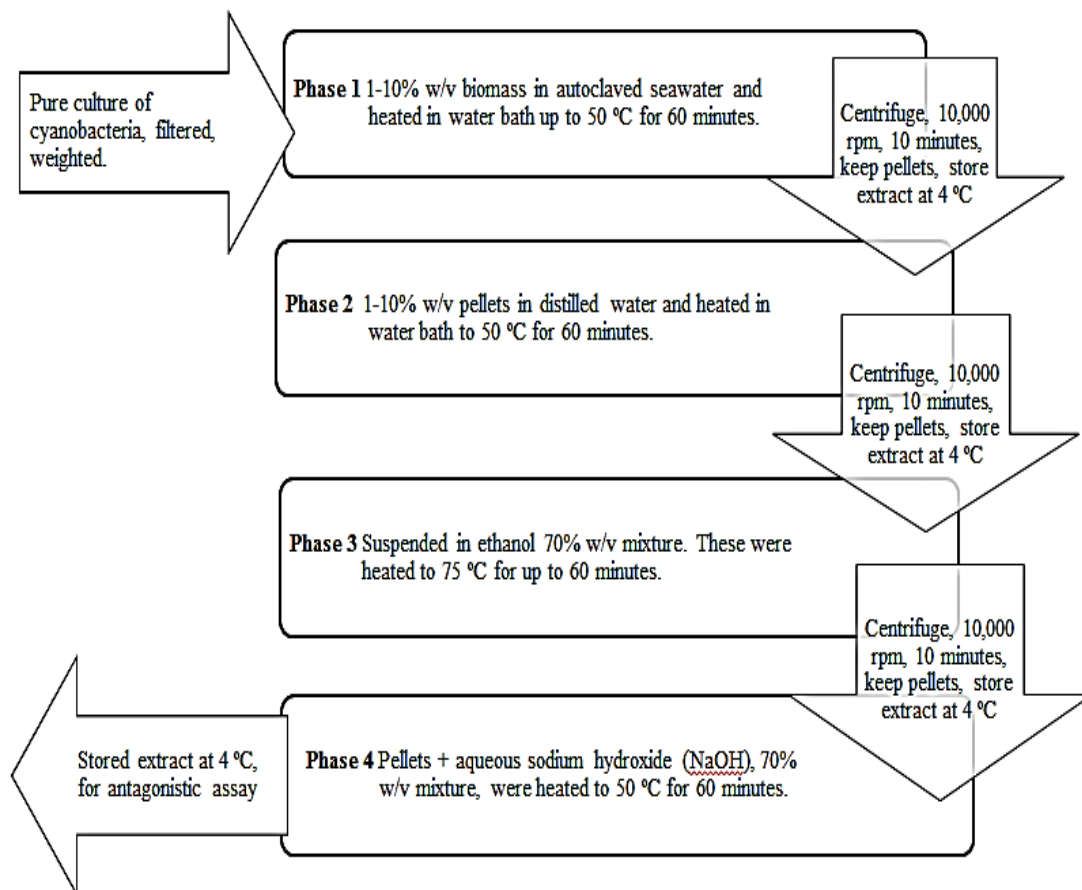 Pure culture of
cyanobacteria, filtered,
weighted.
Phase 1 1-10% w/v biomass in autoclaved seawater and
heated in water bath up to 50 ºC for 60 minutes.
Centrifuge, 10,000
rpm, 10 minutes,
keep pellets, store
extract at 4 ºC
Phase 2 1-10% w/v pellets in distilled water and heated in
water bath to 50 ºC for 60 minutes.
Centrifuge, 10,000
rpm, 10 minutes,
keep pellets, store
extract at 4 ºC
Phase 3 Suspended in ethanol 70% w/v mixture. These were
heated to 75 ºC for up to 60 minutes.
Centrifuge, 10,000
rpm, 10 minutes,
keep pellets, store
extract at 4 ºC
Phase 4 Pellets + aqueous sodium hydroxide (NaOH), 70%
w/v mixture, were heated to 50 ºC for 60 minutes.
Stored extract at 4 ºC,
for antagonistic assay